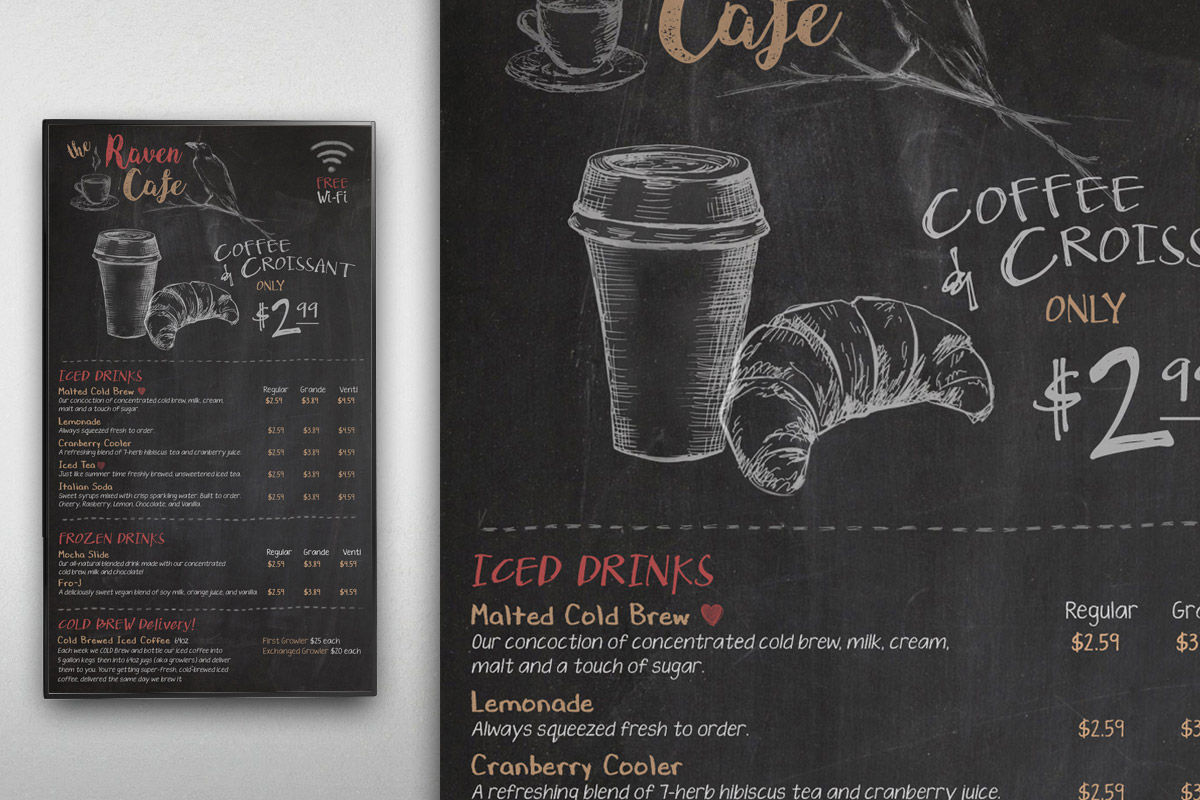 the Raven
Cafe
FREE
Wi-Fi
COFFEE
& CROISSANT
ONLY
$2.99
ICED DRINKS
Regular Grande Venti
Malted Cold Brew
Our concoction of concentrated cold brew, milk, cream,
malt and a touch of sugar.
$2.59 $3.89 $4.59
Lemonade
Always squeezed fresh to order.
$2.59 $3.89 $4.59
Cranberry Cooler
A refreshing blend of 7-herb hibiscus tea and cranberry juice.
$2.59 $3.89 $4.59
Iced Tea
Just like summer time freshly brewed, unsweetened iced tea.
$2.59 $3.89 $4.59
Italian Soda
Sweet syrups mixed with crisp sparkling water. Built to order.
Cheery, Rasberry, Lemon, Chocolate, and Vanilla.
$2.59 $3.89 $4.59
FROZEN DRINKS
Regular Grande Venti
Mocha Slide
Our all-natural blended drink made with our concentrated
cold brew, milk and chocolate!
$2.59 $3.89 $4.59
Fro-J
A deliciously sweet vegan blend of soy milk, orange juice, and vanilla.
$2.59 $3.89 $4.59
COLD BREW Delivery!
Cold Brewed Iced Coffee 64oz
Each week we COLD Brew and bottle our iced coffee into
5 gallon kegs then into 64oz jugs (aka growlers) and deliver
them to you. You're getting super-fresh, cold-brewed iced
coffee, delivered the same day we brew it.
First Growler $25 each
Exchanged Growler $20 each
Cafe
COFFEE
& CROISS
ONLY
$2.99
ICED DRINKS
Regular Gr
Malted Cold Brew
Our concoction of concentrated cold brew, milk, cream,
malt and a touch of sugar.
$2.59 $3
Lemonade
Always squeezed fresh to order.
$2.59 $3
Cranberry Cooler
A refreshing blend of 7-herb hibiscus tea and cranberry juice.
$2.59 $3